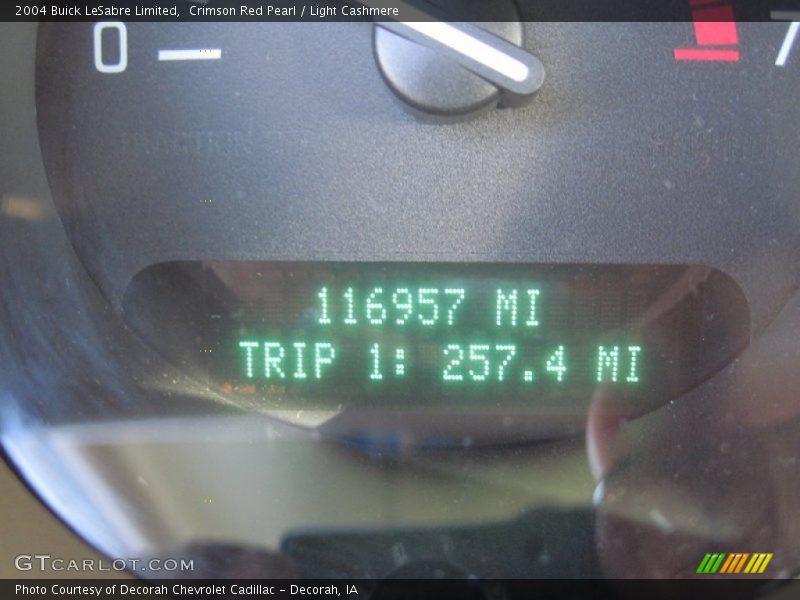 2004 Buick LeSabre Limited,  Crimson Red Pearl / Light Cashmere
0
7
116957 MI
TRIP 1: 257.4 MI
GTCARLOT.COM
Photo Courtesy of Decorah Chevrolet Cadillac - Decorah, IA